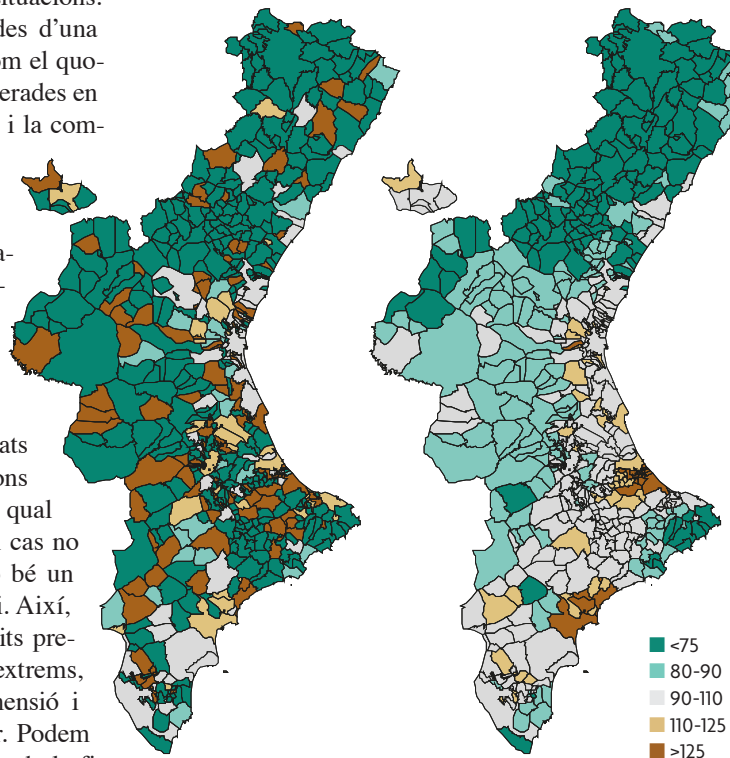 situacions.
des d’una
om el quo-
erades en
i la com-
a-
-
ats
ons
qual
cas no
bé un
i. Així,
its pre-
extrems,
mensió i
r. Podem
<75
80-90
90-110
110-125
>125